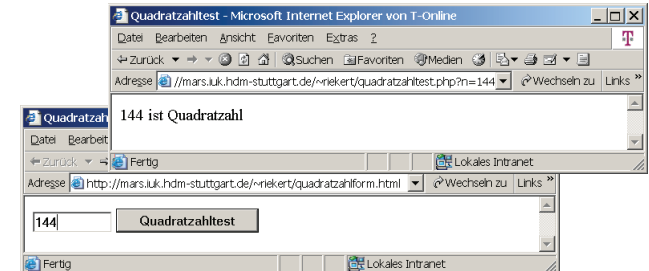 Quadratzahltest - Microsoft Internet Explorer von T-Online
Datei Bearbeiten Ansicht Favoriten Extras ?
Zurück Suchen Favoriten Medien
Adresse //mars.iuk.hdm-stuttgart.de/~riekert/quadratzahltest.php?n=144 Wechseln zu Links »
144 ist Quadratzahl
Fertig Lokales Intranet
Quadratzah
Datei Bearbeit
Zurück
Adresse http://mars.iuk.hdm-stuttgart.de/~riekert/quadratzahlform.html Wechseln zu Links »
144 Quadratzahltest
Fertig Lokales Intranet